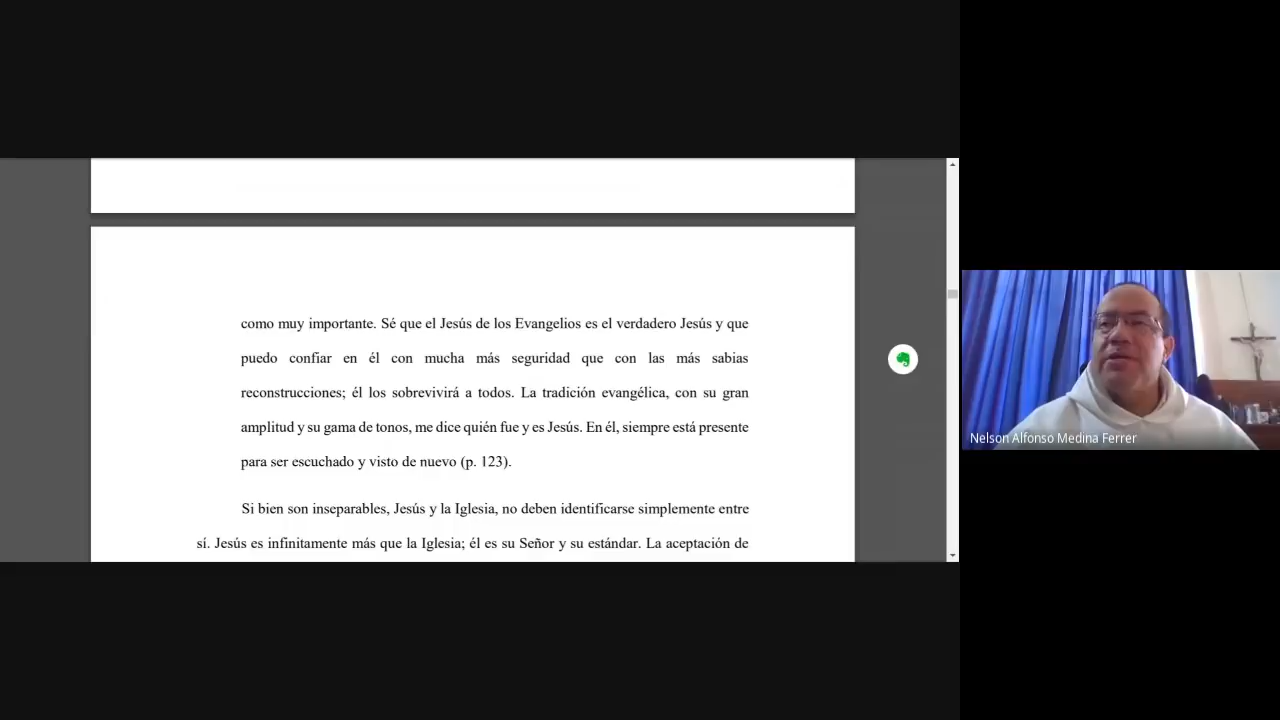 como muy importante. Sé que el Jesús de los Evangelios es el verdadero Jesús y que
puedo confiar en él con mucha más seguridad que con las más sabias
reconstrucciones; él los sobrevivirá a todos. La tradición evangélica, con su gran
amplitud y su gama de tonos, me dice quién fue y es Jesús. En él, siempre está presente
para ser escuchado y visto de nuevo (p. 123).
Si bien son inseparables, Jesús y la Iglesia, no deben identificarse simplemente entre
sí. Jesús es infinitamente más que la Iglesia; él es su Señor y su estándar. La aceptación de
Nelson Alfonso Medina Ferrer